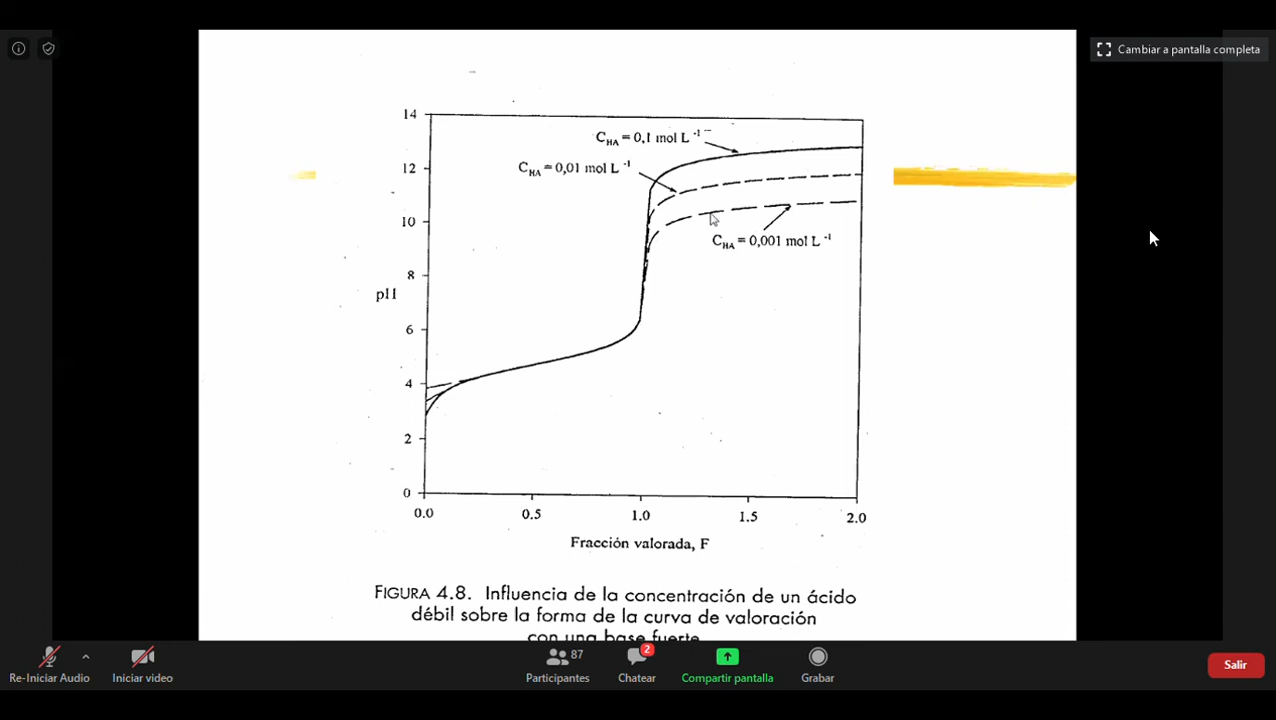 Cambiar a pantalla completa
14
C_HA = 0,1 mol L⁻¹
12
C_HA = 0,01 mol L⁻¹
10
C_HA = 0,001 mol L⁻¹
8
pH
6
4
2
0
0.0 0.5 1.0 1.5 2.0
Fracción valorada, F
FIGURA 4.8. Influencia de la concentración de un ácido
débil sobre la forma de la curva de valoración
con una base fuerte
87
2
Re-Iniciar Audio Iniciar video Participantes Chatear Compartir pantalla Grabar Salir